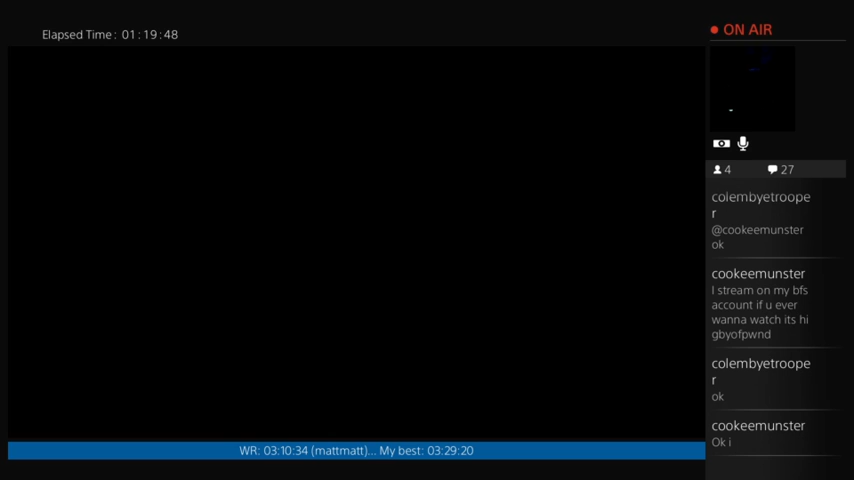 Elapsed Time: 01:19:48
ON AIR
4 27
colembyetroope
r
@cookeemunster
ok
cookeemunster
I stream on my bfs
account if u ever
wanna watch its hi
gbyofpwnd
colembyetroope
r
ok
cookeemunster
Ok i
WR: 03:10:34 (mattmatt)... My best: 03:29:20